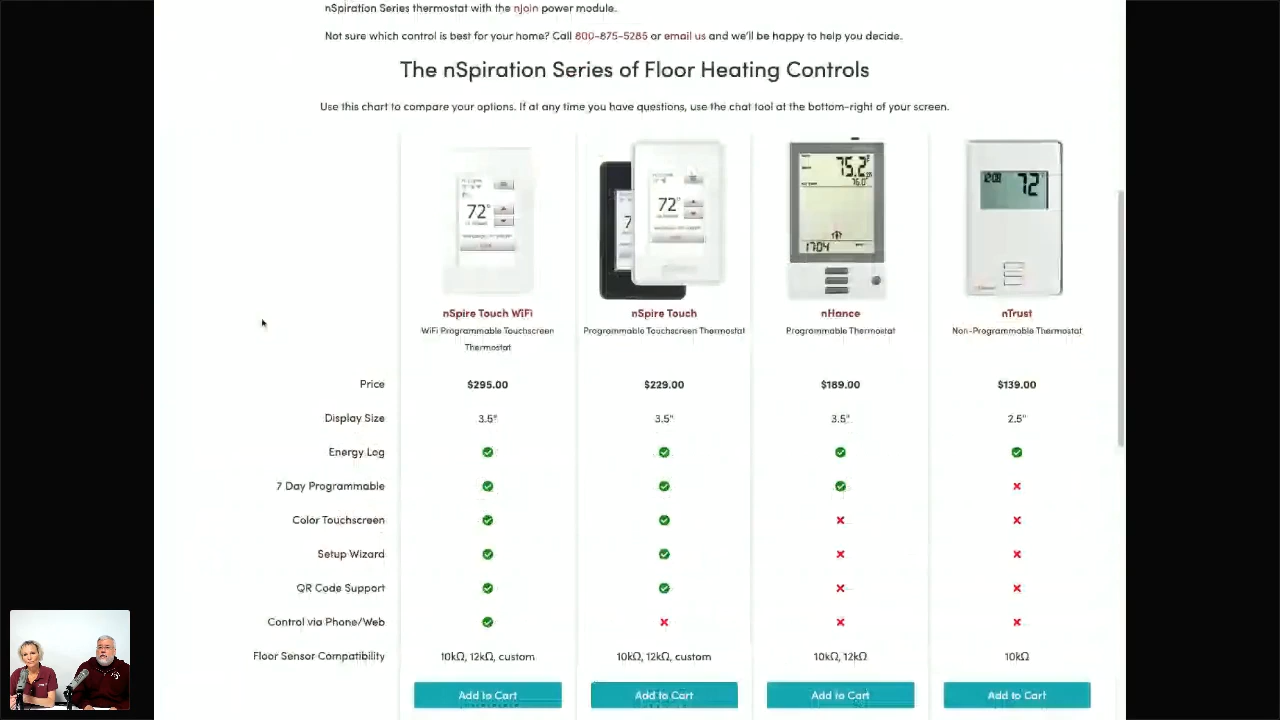 nSpiration Series thermostat with the nJoin power module.
Not sure which control is best for your home? Call 800-875-5285 or email us and we'll be happy to help you decide.
The nSpiration Series of Floor Heating Controls
Use this chart to compare your options. If at any time you have questions, use the chat tool at the bottom-right of your screen.
72°
72°
75.2
76.0
1704
12:00 72
nSpire Touch WiFi nSpire Touch nHance nTrust
WiFi Programmable Touchscreen Thermostat Programmable Touchscreen Thermostat Programmable Thermostat Non-Programmable Thermostat
Price $295.00 $229.00 $189.00 $139.00
Display Size 3.5" 3.5" 3.5" 2.5"
Energy Log
7 Day Programmable
Color Touchscreen
Setup Wizard
QR Code Support
Control via Phone/Web
Floor Sensor Compatibility 10kΩ, 12kΩ, custom 10kΩ, 12kΩ, custom 10kΩ, 12kΩ 10kΩ
Add to Cart Add to Cart Add to Cart Add to Cart